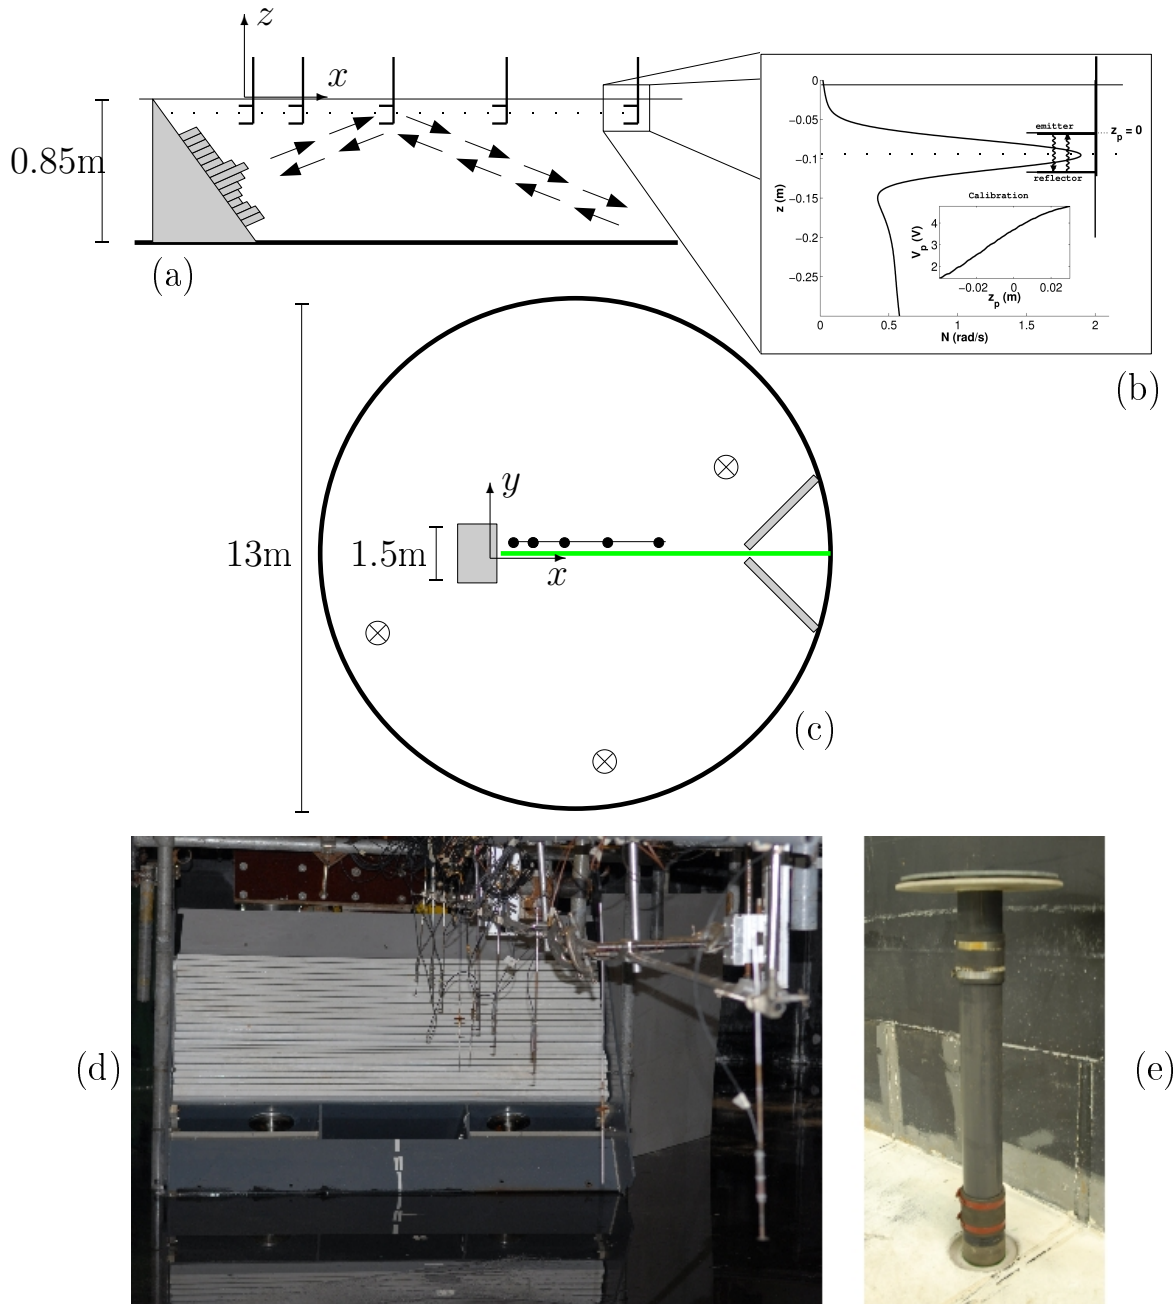 z
x
0.85m
(a)
0
−0.05
−0.1
−0.15
−0.2
−0.25
z (m)
emitter
z_p = 0
reflector
Calibration
4
3
2
V_p (V)
−0.02
0
0.02
z_p (m)
0
0.5
1
1.5
2
N (rad/s)
(b)
13m
1.5m
y
x
(c)
(d)
(e)